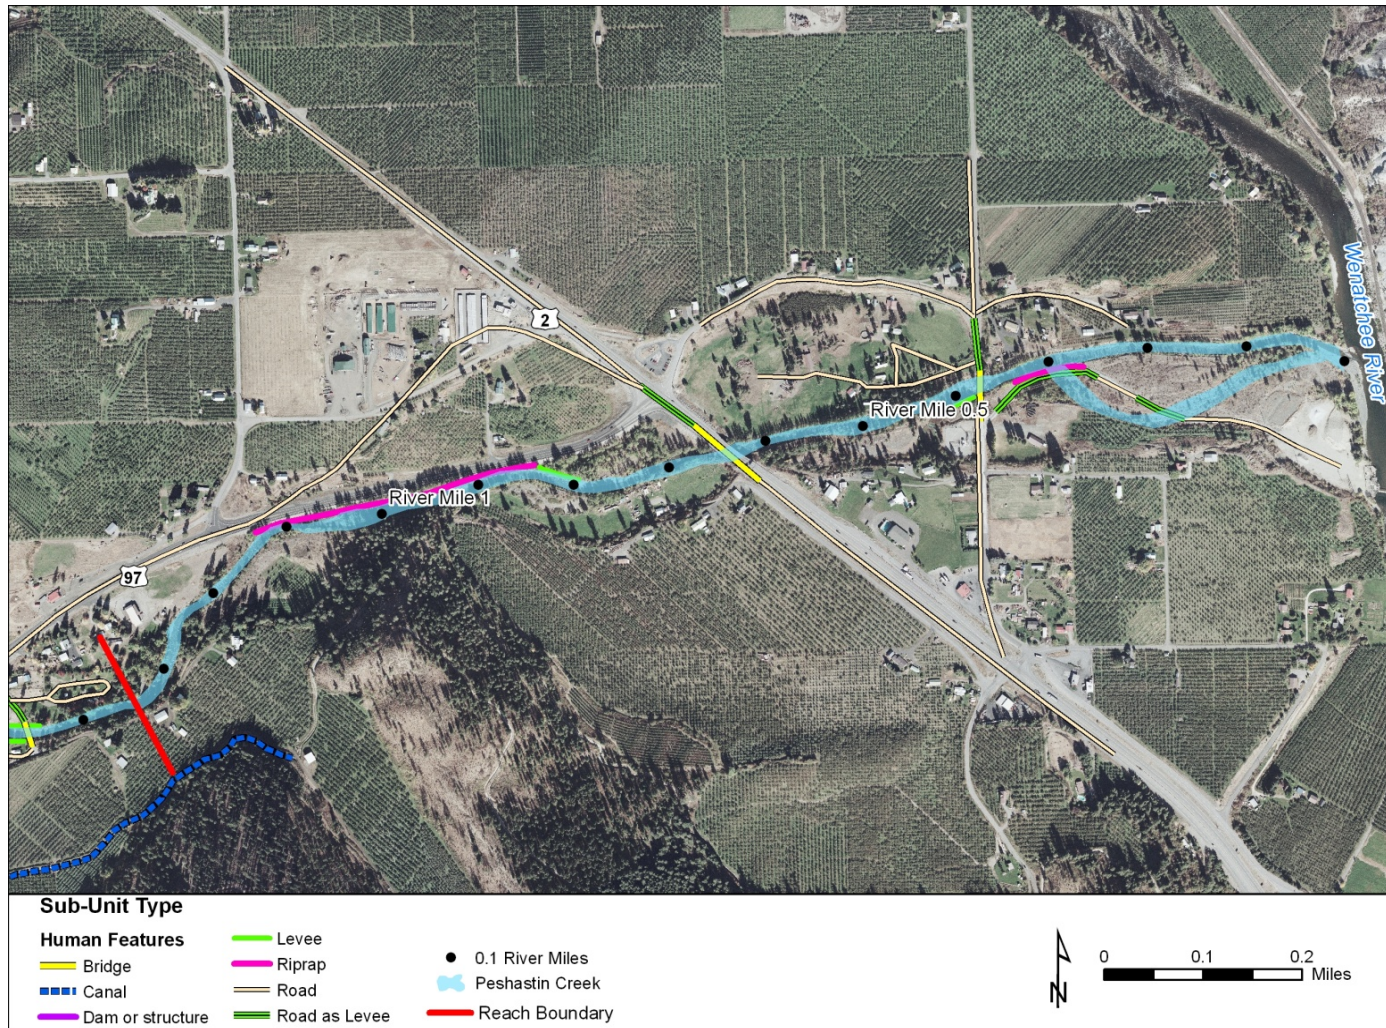 Wenatchee River
2
River Mile 0.5
River Mile 1
97
Sub-Unit Type
Human Features
Bridge
Canal
Dam or structure
Levee
Riprap
Road
Road as Levee
0.1 River Miles
Peshastin Creek
Reach Boundary
N
0 0.1 0.2
Miles